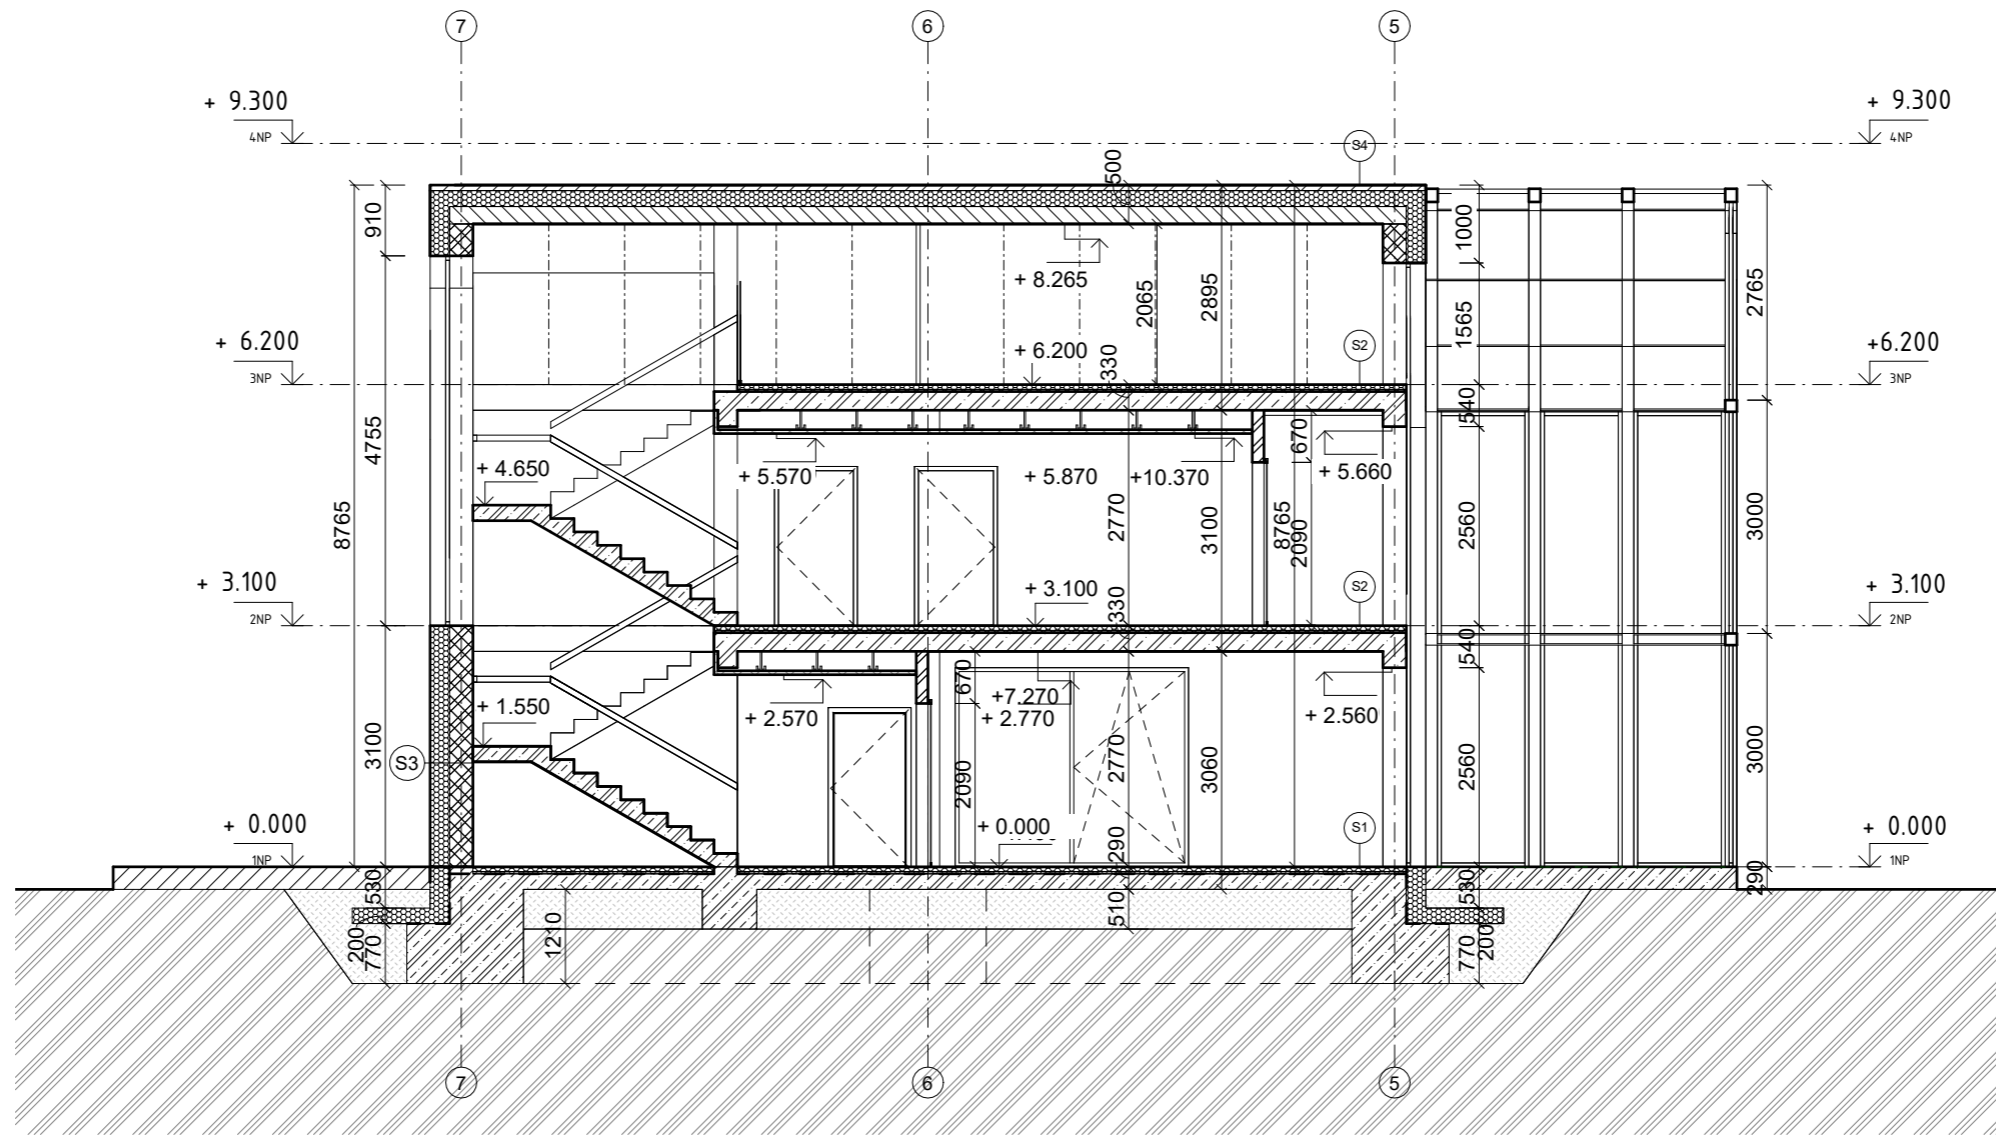 7 6 5
+ 9.300 + 9.300
4NP 4NP
S4
500
910 1000
+ 8.265
2065 2895 2765
1565
+ 6.200 +6.200
3NP 3NP
+ 6.200
S2
330
540
4755
8765
+ 4.650
+ 5.570 + 5.870 +10.370 + 5.660
670
2770 3100 8765 2090 2560 3000
+ 3.100 + 3.100
2NP 2NP
+ 3.100
S2
330
540
670
+ 1.550
+7.270
+ 2.570 + 2.770 + 2.560
3100
S3
2090 2770 3060 2560 3000
+ 0.000 + 0.000
1NP 1NP
+ 0.000
S1
290 290
530 530
510
1210
200 200
770 770
7 6 5